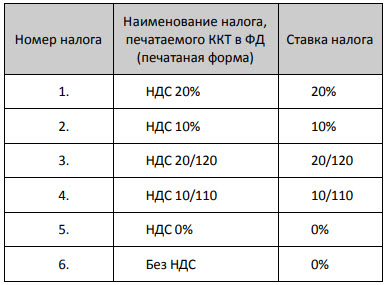 Номер налога
Наименование налога,
печатаемого ККТ в ФД
(печатаная форма)
Ставка налога
1. НДС 20% 20%
2. НДС 10% 10%
3. НДС 20/120 20/120
4. НДС 10/110 10/110
5. НДС 0% 0%
6. Без НДС 0%